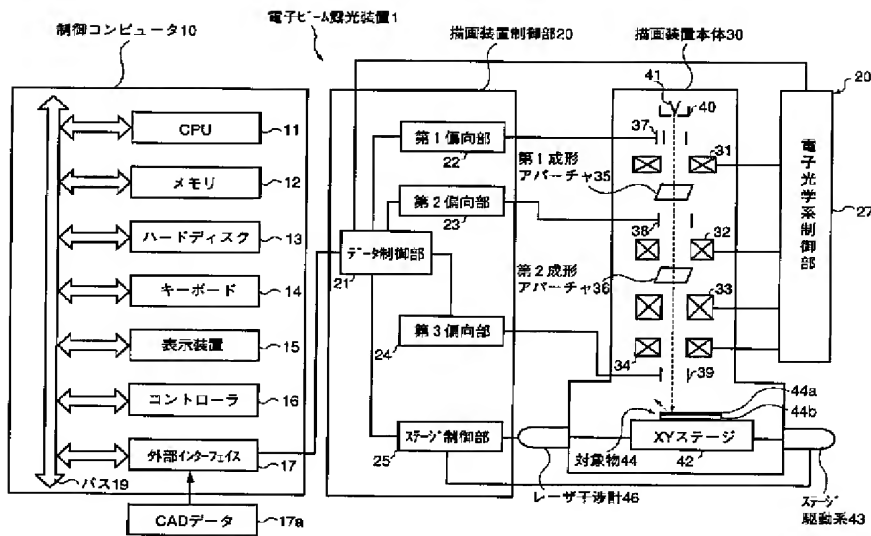 電子ビーム露光装置1
制御コンピュータ10
描画装置制御部20
描画装置本体30
CPU
11
メモリ
12
ハードディスク
13
キーボード
14
表示装置
15
コントローラ
16
外部インターフェイス
17
バス19
CADデータ
17a
第1偏向部
22
第2偏向部
23
データ制御部
21
第3偏向部
24
ステージ制御部
25
41
40
37
31
第1成形
アパーチャ35
38
32
第2成形
アパーチャ36
33
34
39
44a
44b
XYステージ
42
対象物44
レーザ干渉計46
ステージ
駆動系43
20
電子光学系制御部
27